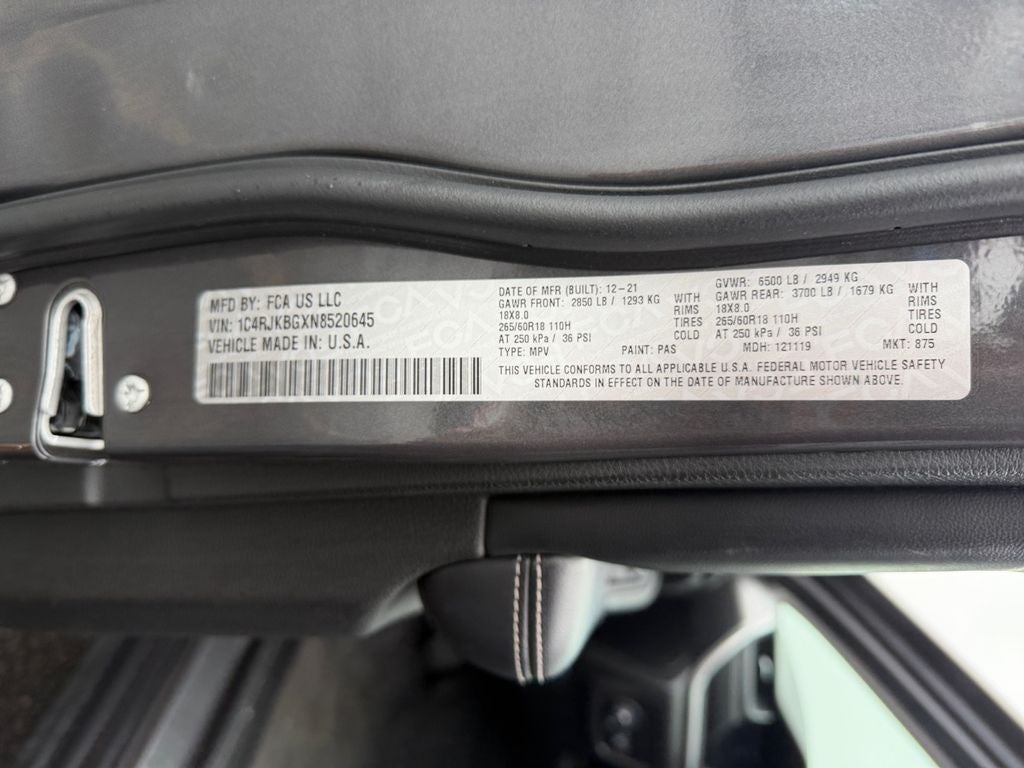 MFD BY: FCA US LLC
VIN: 1C4RJKBGXN8520645
VEHICLE MADE IN: U.S.A.
DATE OF MFR (BUILT): 12-21
GAWR FRONT: 2850 LB / 1293 KG WITH
18X8.0 RIMS
265/60R18 110H TIRES
AT 250 kPa / 36 PSI COLD
GVWR: 6500 LB / 2949 KG
GAWR REAR: 3700 LB / 1679 KG WITH
18X8.0 RIMS
265/60R18 110H TIRES
AT 250 kPa / 36 PSI COLD
TYPE: MPV PAINT: PAS MDH: 121119 MKT: 875
THIS VEHICLE CONFORMS TO ALL APPLICABLE U.S.A. FEDERAL MOTOR VEHICLE SAFETY
STANDARDS IN EFFECT ON THE DATE OF MANUFACTURE SHOWN ABOVE.